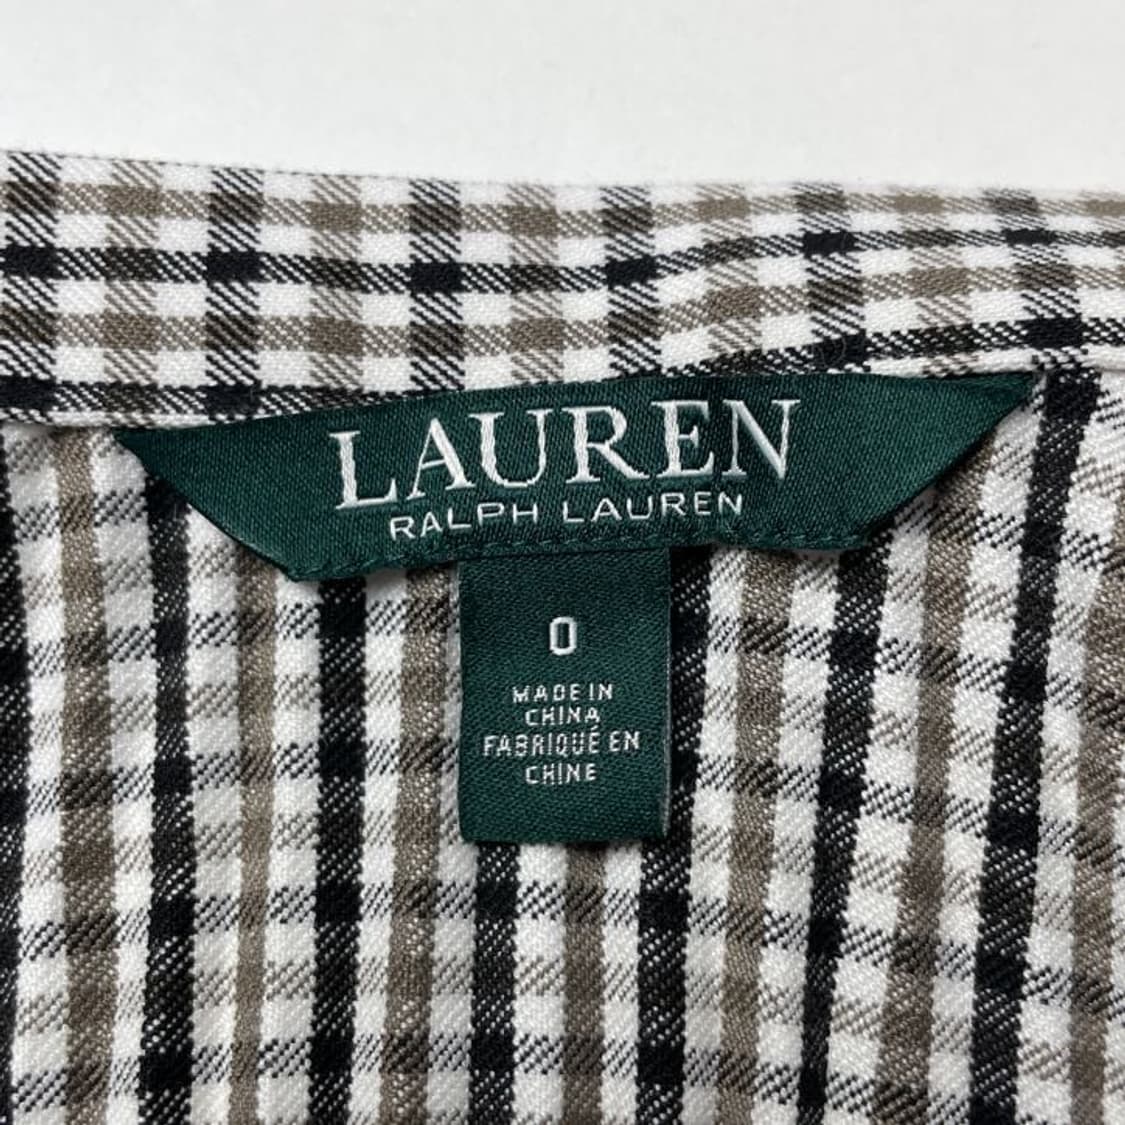 LAUREN
RALPH LAUREN
0
MADE IN
CHINA
FABRIQUÉ EN
CHINE